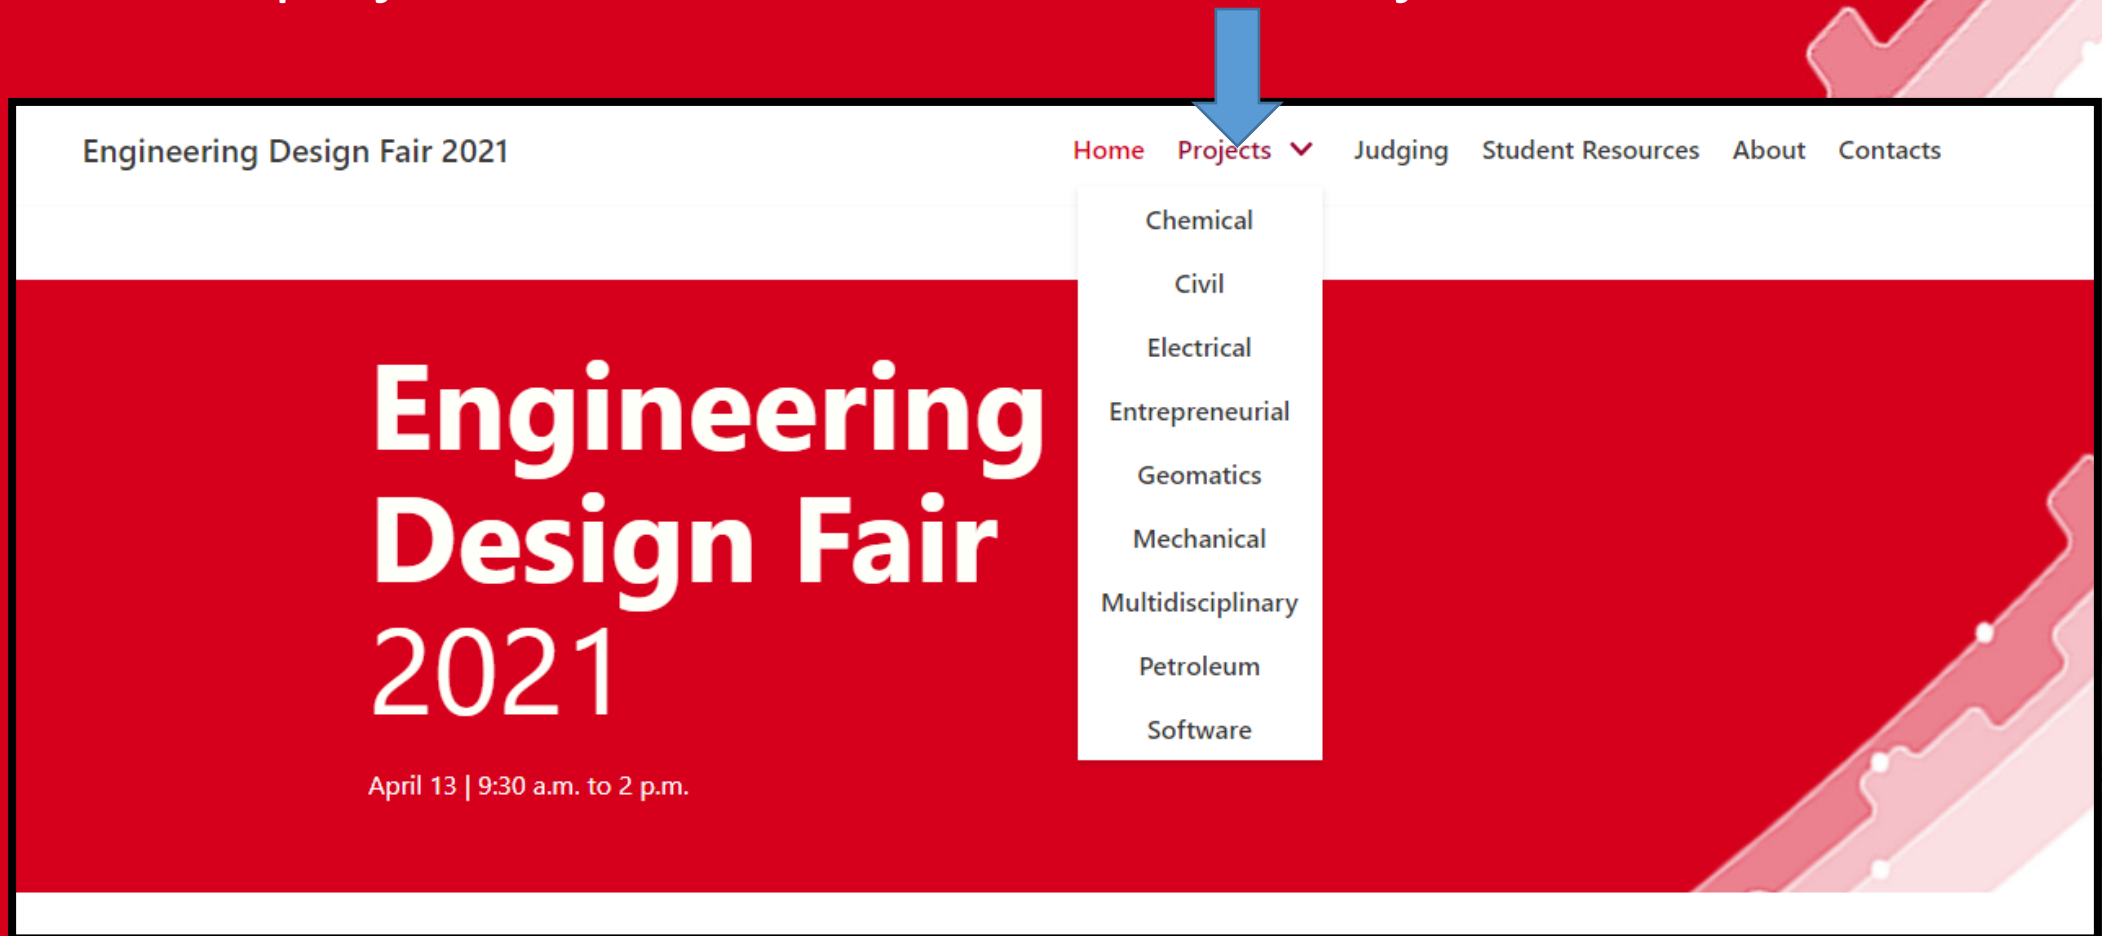 Engineering Design Fair 2021
Home Projects Judging Student Resources About Contacts
Chemical
Civil
Electrical
Entrepreneurial
Geomatics
Mechanical
Multidisciplinary
Petroleum
Software
Engineering
Design Fair
2021
April 13 | 9:30 a.m. to 2 p.m.